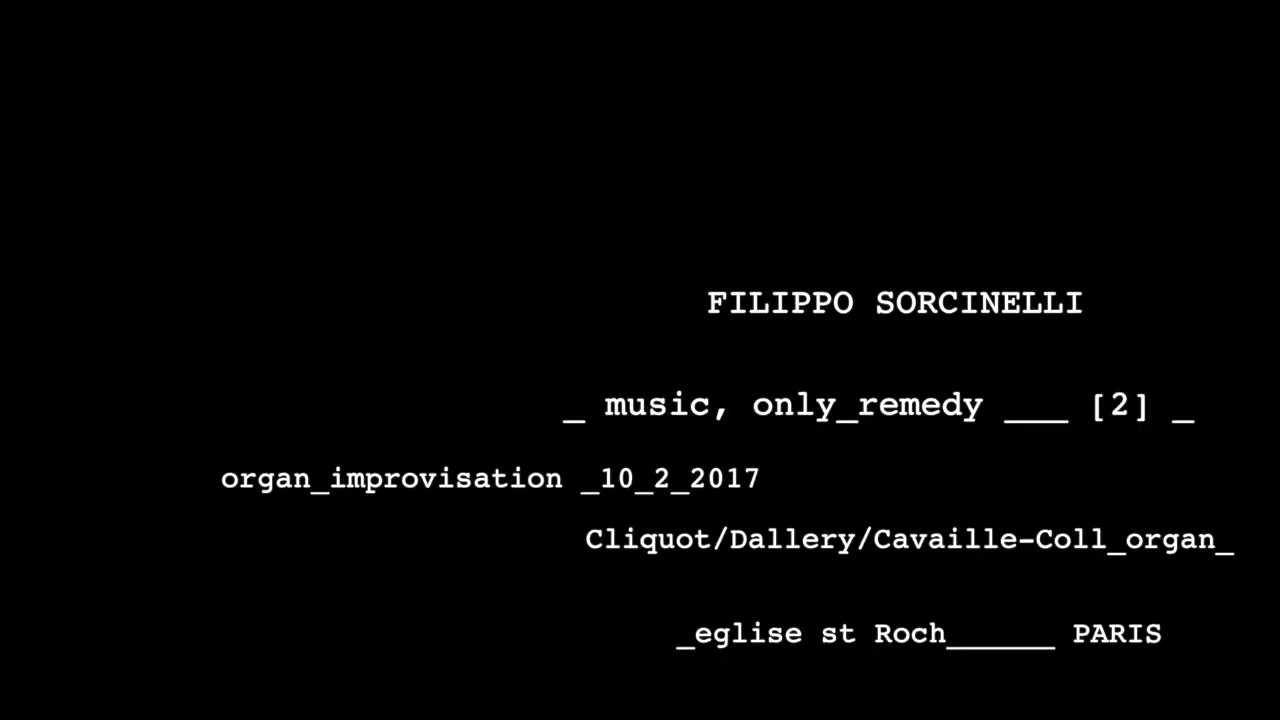 FILIPPO SORCINELLI
_ music, only_remedy ___ [2] _
organ_improvisation _10_2_2017
Cliquot/Dallery/Cavaille-Coll_organ_
_eglise st Roch______ PARIS